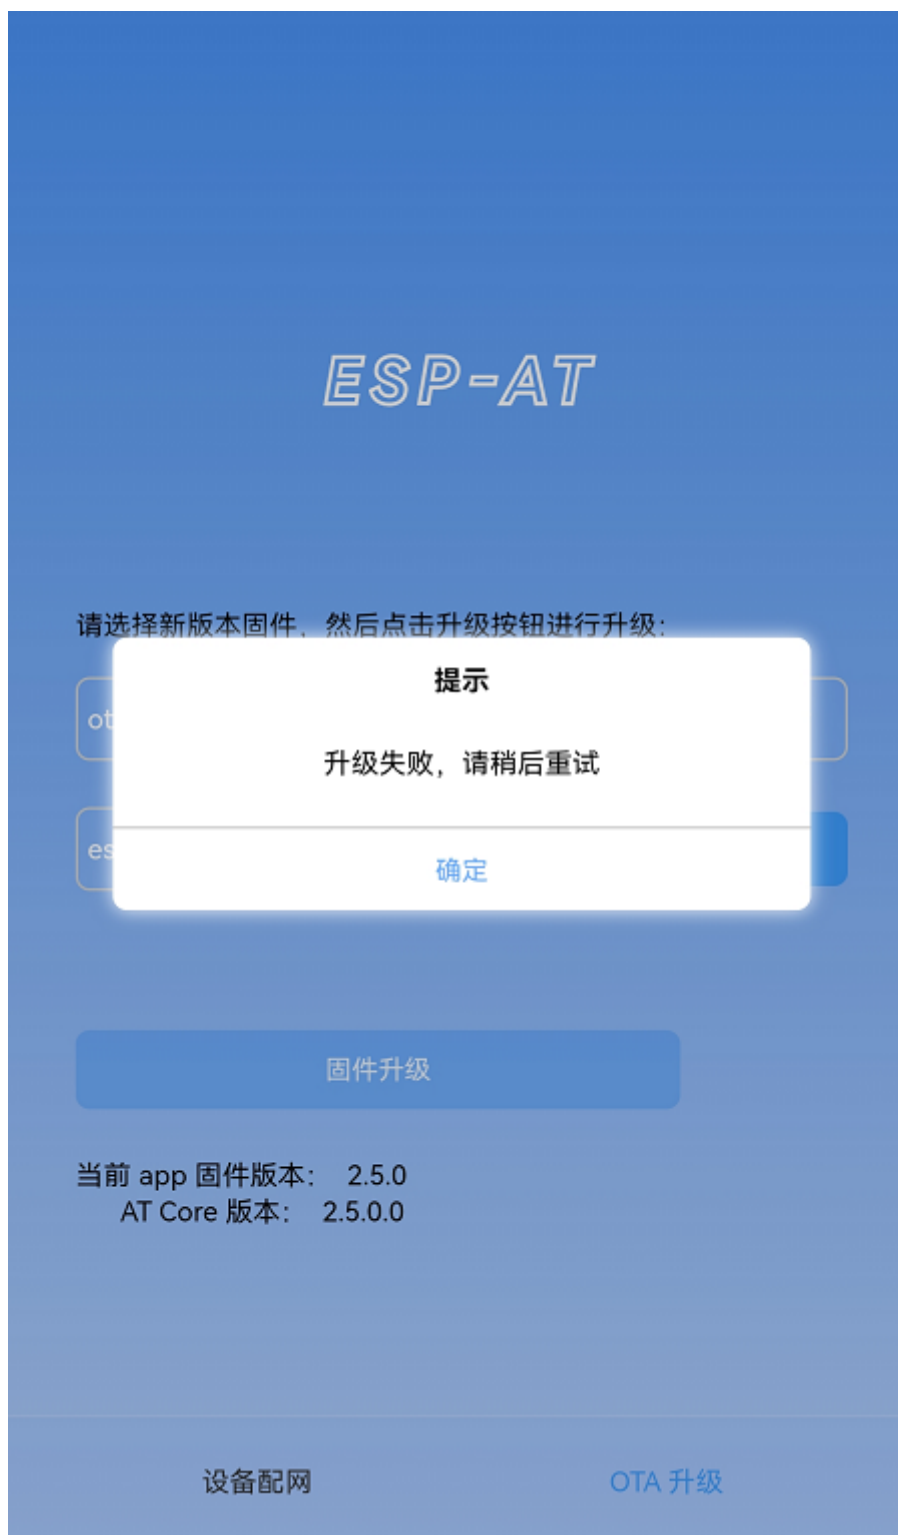 ESP-AT
请选择新版本固件，然后点击升级按钮进行升级：
提示
ot
升级失败，请稍后重试
es
确定
固件升级
当前 app 固件版本： 2.5.0
AT Core 版本： 2.5.0.0
设备配网
OTA 升级